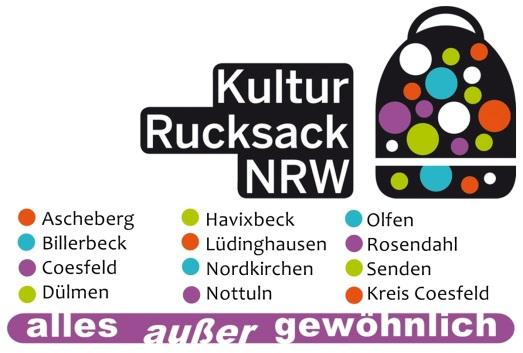 Kultur
Rucksack
NRW
Ascheberg
Billerbeck
Coesfeld
Dülmen
Havixbeck
Lüdinghausen
Nordkirchen
Nottuln
Olfen
Rosendahl
Senden
Kreis Coesfeld
alles außer gewöhnlich